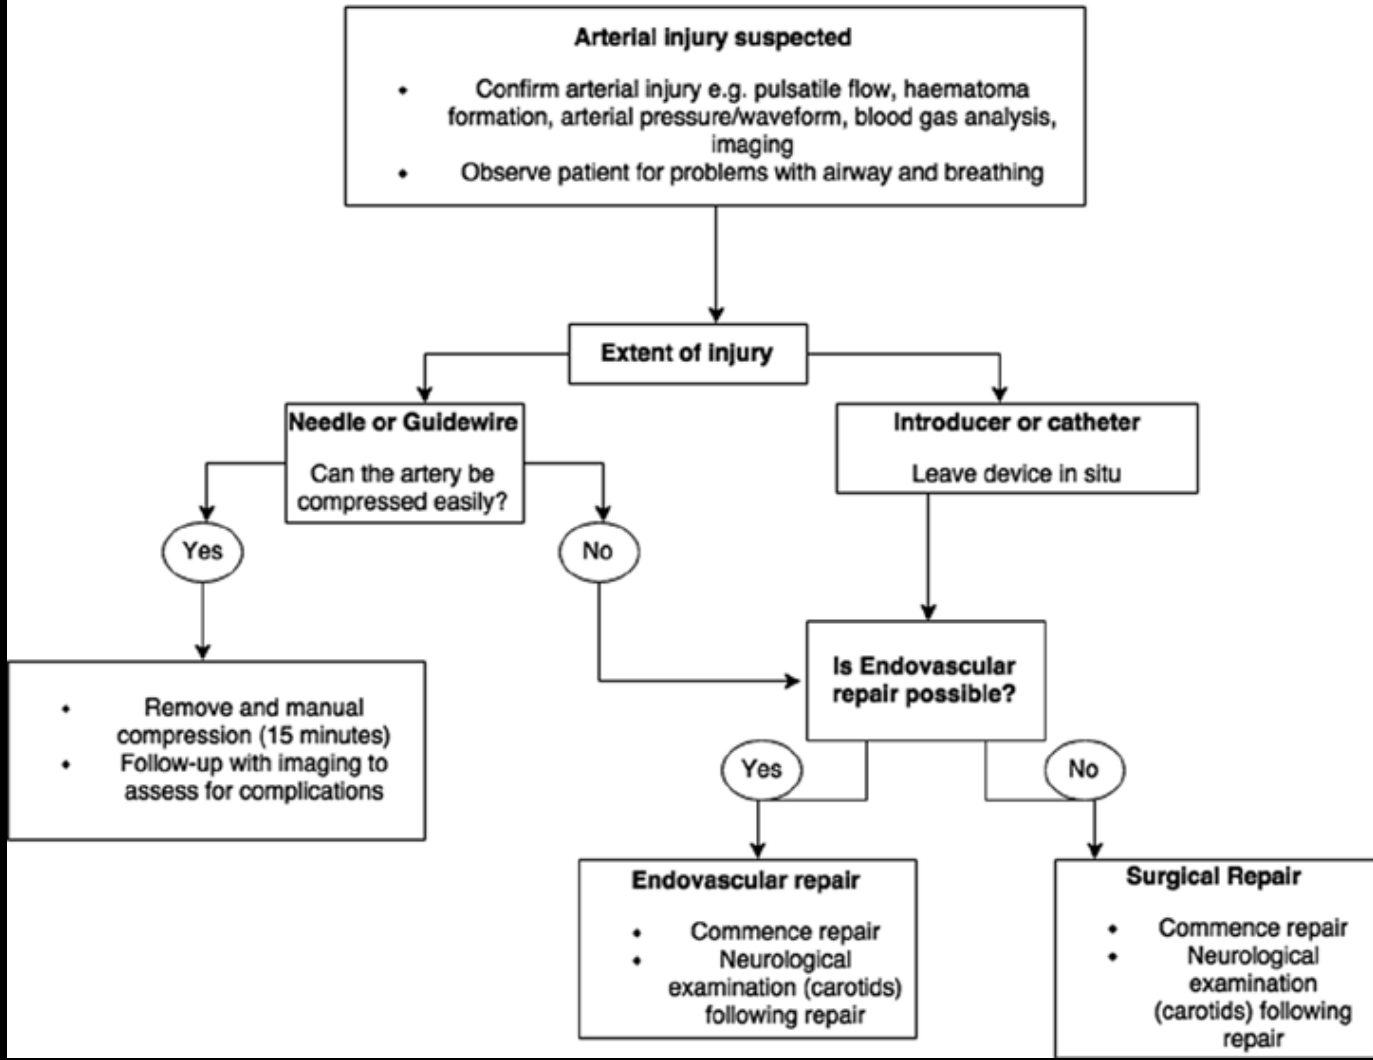 Arterial injury suspected
• Confirm arterial injury e.g. pulsatile flow, haematoma
formation, arterial pressure/waveform, blood gas analysis,
imaging
• Observe patient for problems with airway and breathing
Extent of injury
Needle or Guidewire
Can the artery be
compressed easily?
Introducer or catheter
Leave device in situ
Yes
No
• Remove and manual
compression (15 minutes)
• Follow-up with imaging to
assess for complications
Is Endovascular
repair possible?
Yes
No
Endovascular repair
• Commence repair
• Neurological
examination (carotids)
following repair
Surgical Repair
• Commence repair
• Neurological
examination
(carotids) following
repair